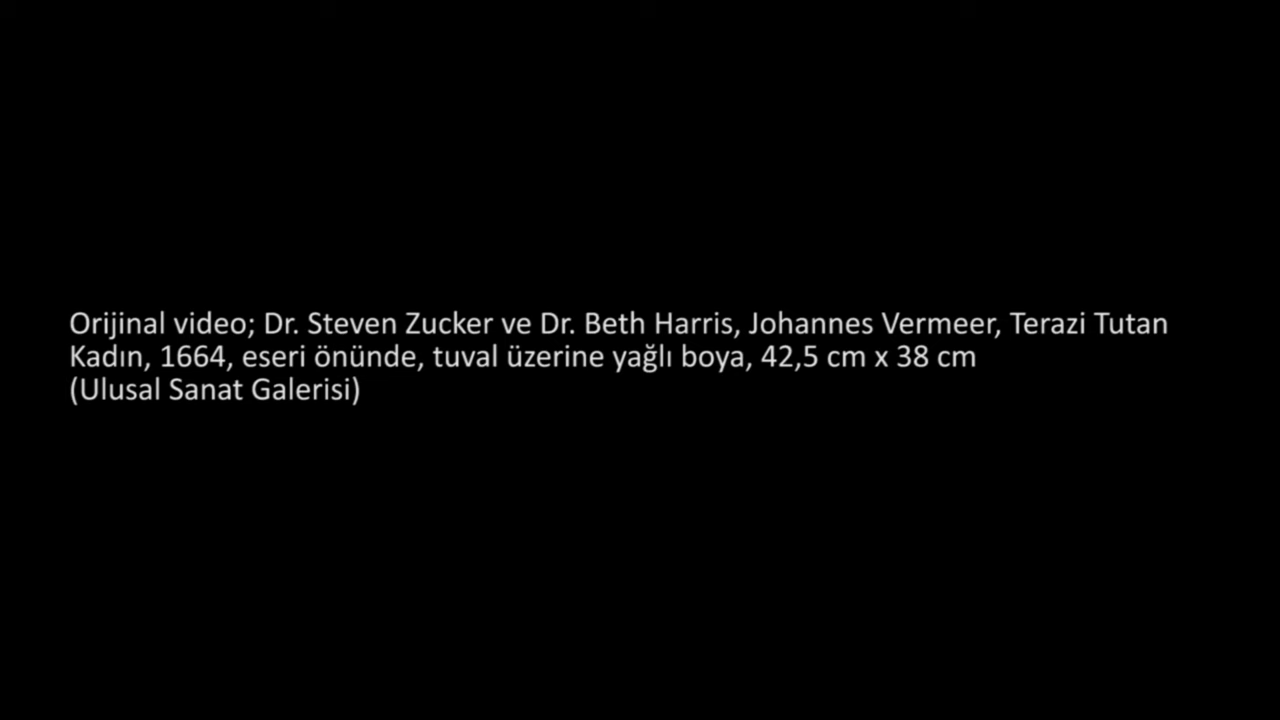 Orijinal video; Dr. Steven Zucker ve Dr. Beth Harris, Johannes Vermeer, Terazi Tutan
Kadın, 1664, eseri önünde, tuval üzerine yağlı boya, 42,5 cm x 38 cm
(Ulusal Sanat Galerisi)